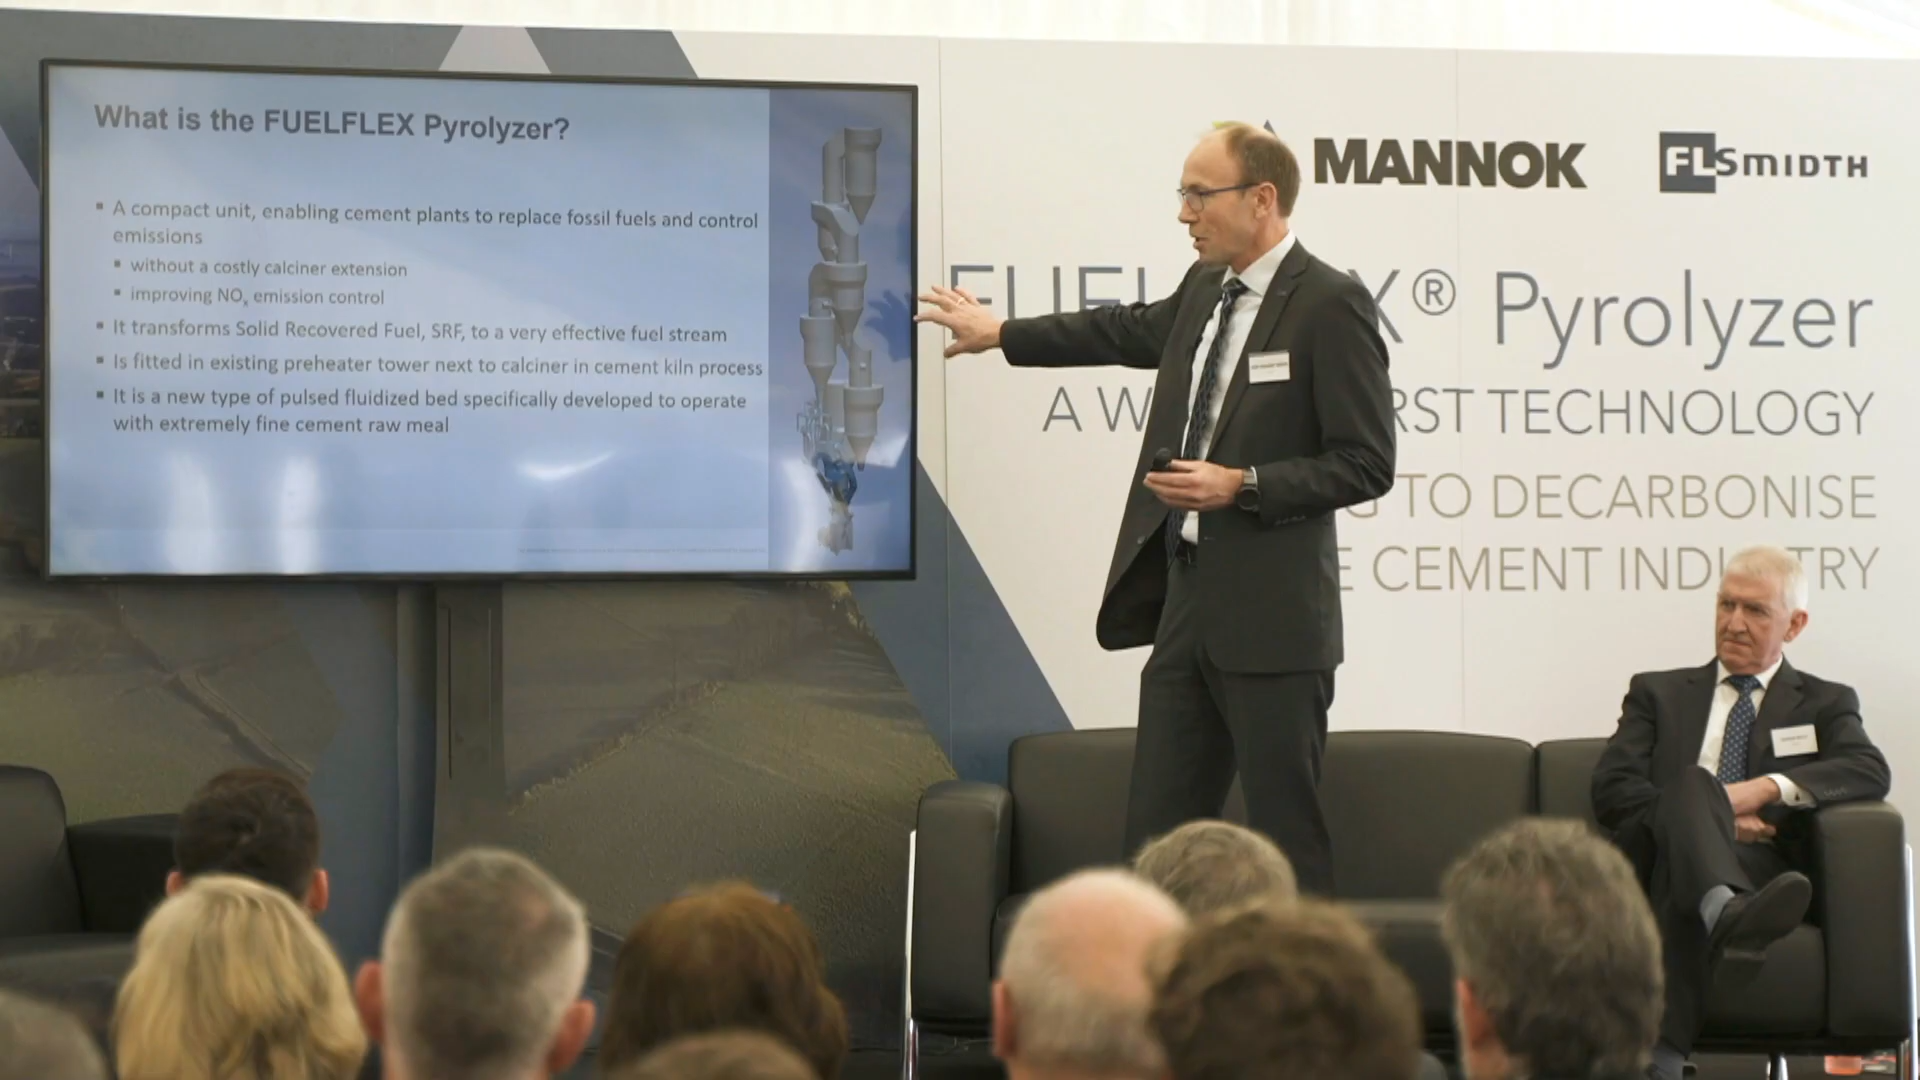 What is the FUELFLEX Pyrolyzer?
▪ A compact unit, enabling cement plants to replace fossil fuels and control
emissions
▪ without a costly calciner extension
▪ improving NOx emission control
▪ It transforms Solid Recovered Fuel, SRF, to a very effective fuel stream
▪ Is fitted in existing preheater tower next to calciner in cement kiln process
▪ It is a new type of pulsed fluidized bed specifically developed to operate
with extremely fine cement raw meal
MANNOK
FLSMIDTH
FUEL X® Pyrolyzer
A W RST TECHNOLOGY
G TO DECARBONISE
E CEMENT IND TRY